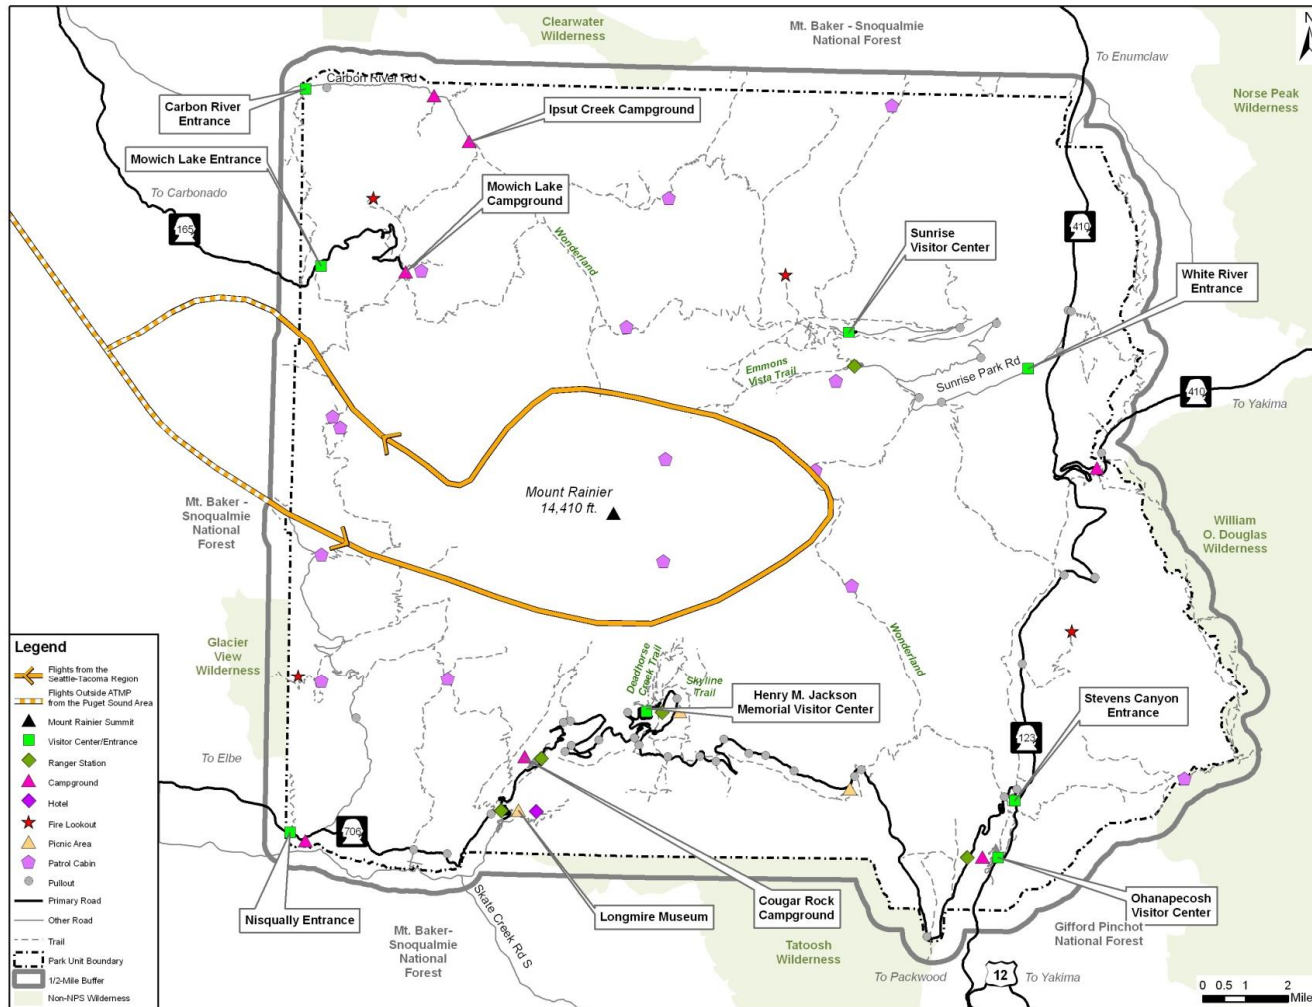 Clearwater
Wilderness
Mt. Baker - Snoqualmie
National Forest
N
To Enumclaw
Carbon River Rd
Carbon River
Entrance
Ipsut Creek Campground
Norse Peak
Wilderness
Mowich Lake Entrance
To Carbonado
Mowich Lake
Campground
165
410
Wonderland
Sunrise
Visitor Center
White River
Entrance
Emmons
Vista Trail
Sunrise Park Rd
410
To Yakima
Mount Rainier
14,410 ft.
Mt. Baker -
Snoqualmie
National
Forest
William
O. Douglas
Wilderness
Glacier
View
Wilderness
Wonderland
Deadhorse
Creek Trail
Skyline
Trail
Henry M. Jackson
Memorial Visitor Center
Stevens Canyon
Entrance
123
To Elbe
706
Nisqually Entrance
Skate Creek Rd S
Longmire Museum
Cougar Rock
Campground
Ohanapecosh
Visitor Center
Mt. Baker-
Snoqualmie
National
Forest
Tatoosh
Wilderness
Gifford Pinchot
National Forest
To Packwood
12
To Yakima
0 0.5 1 2
Miles
Legend
Flights from the
Seattle-Tacoma Region
Flights Outside ATMP
from the Puget Sound Area
Mount Rainier Summit
Visitor Center/Entrance
Ranger Station
Campground
Hotel
Fire Lookout
Picnic Area
Patrol Cabin
Pullout
Primary Road
Other Road
Trail
Park Unit Boundary
1/2-Mile Buffer
Non-NPS Wilderness